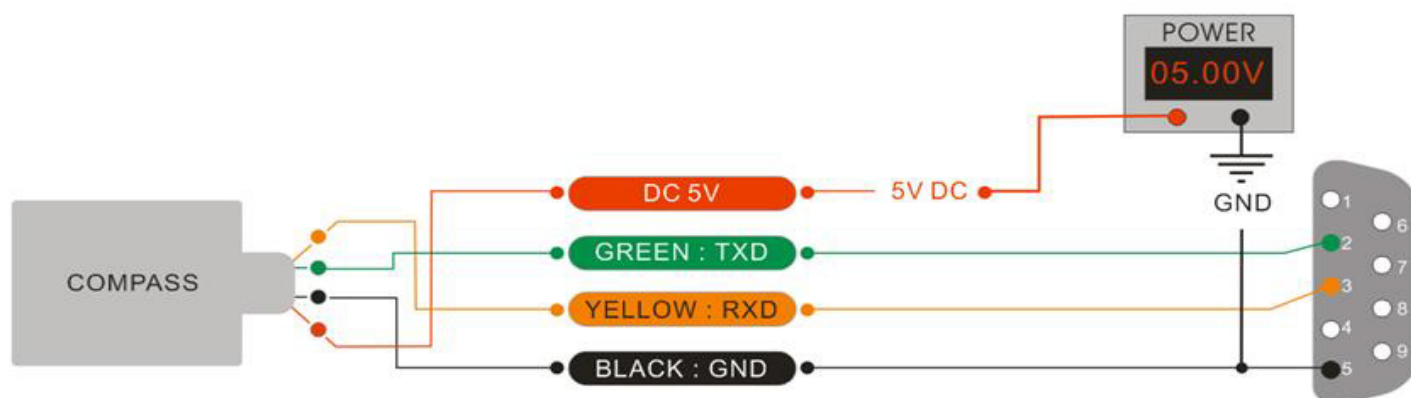 POWER
05.00V
DC 5V
5V DC
GND
1
6
GREEN : TXD
2
COMPASS
7
3
YELLOW : RXD
8
4
9
BLACK : GND
5